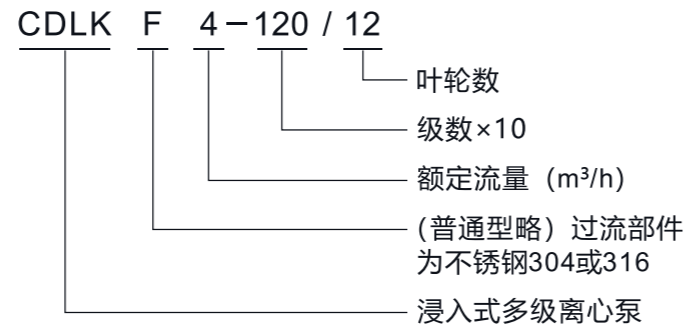 CDLK F 4-120 / 12
叶轮数
级数×10
额定流量（m³/h）
（普通型略）过流部件
为不锈钢304或316
浸入式多级离心泵